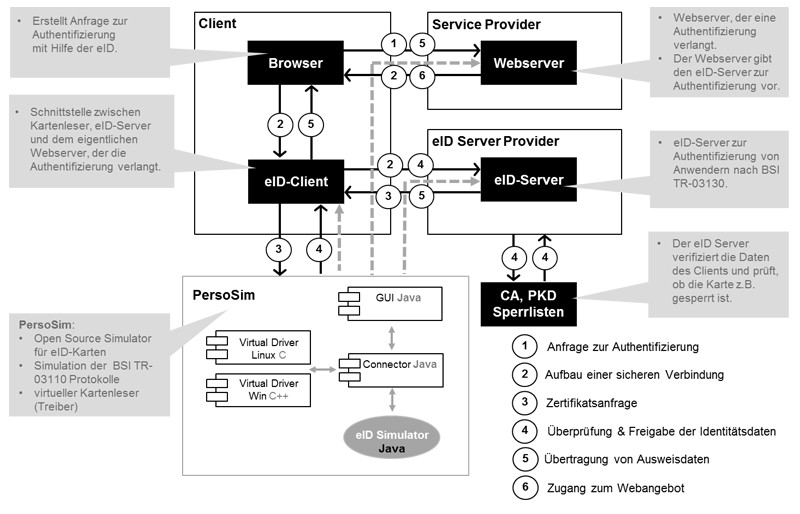 • Erstellt Anfrage zur
Authentifizierung
mit Hilfe der eID.
Client
Browser
1
5
2
6
Service Provider
Webserver
• Webserver, der eine
Authentifizierung
verlangt.
• Der Webserver gibt
den eID-Server zur
Authentifizierung vor.
• Schnittstelle zwischen
Kartenleser, eID-Server
und dem eigentlichen
Webserver, der die
Authentifizierung verlangt.
2
5
eID-Client
2
4
3
5
eID Server Provider
eID-Server
• eID-Server zur
Authentifizierung von
Anwendern nach BSI
TR-03130.
3
4
4
4
CA, PKD
Sperrlisten
• Der eID Server
verifiziert die Daten
des Clients und prüft,
ob die Karte z.B.
gesperrt ist.
PersoSim:
• Open Source Simulator
für eID-Karten
• Simulation der BSI TR-
03110 Protokolle
• virtueller Kartenleser
(Treiber)
PersoSim
GUI Java
Virtual Driver
Linux C
Connector Java
Virtual Driver
Win C++
eID Simulator
Java
1 Anfrage zur Authentifizierung
2 Aufbau einer sicheren Verbindung
3 Zertifikatsanfrage
4 Überprüfung & Freigabe der Identitätsdaten
5 Übertragung von Ausweisdaten
6 Zugang zum Webangebot